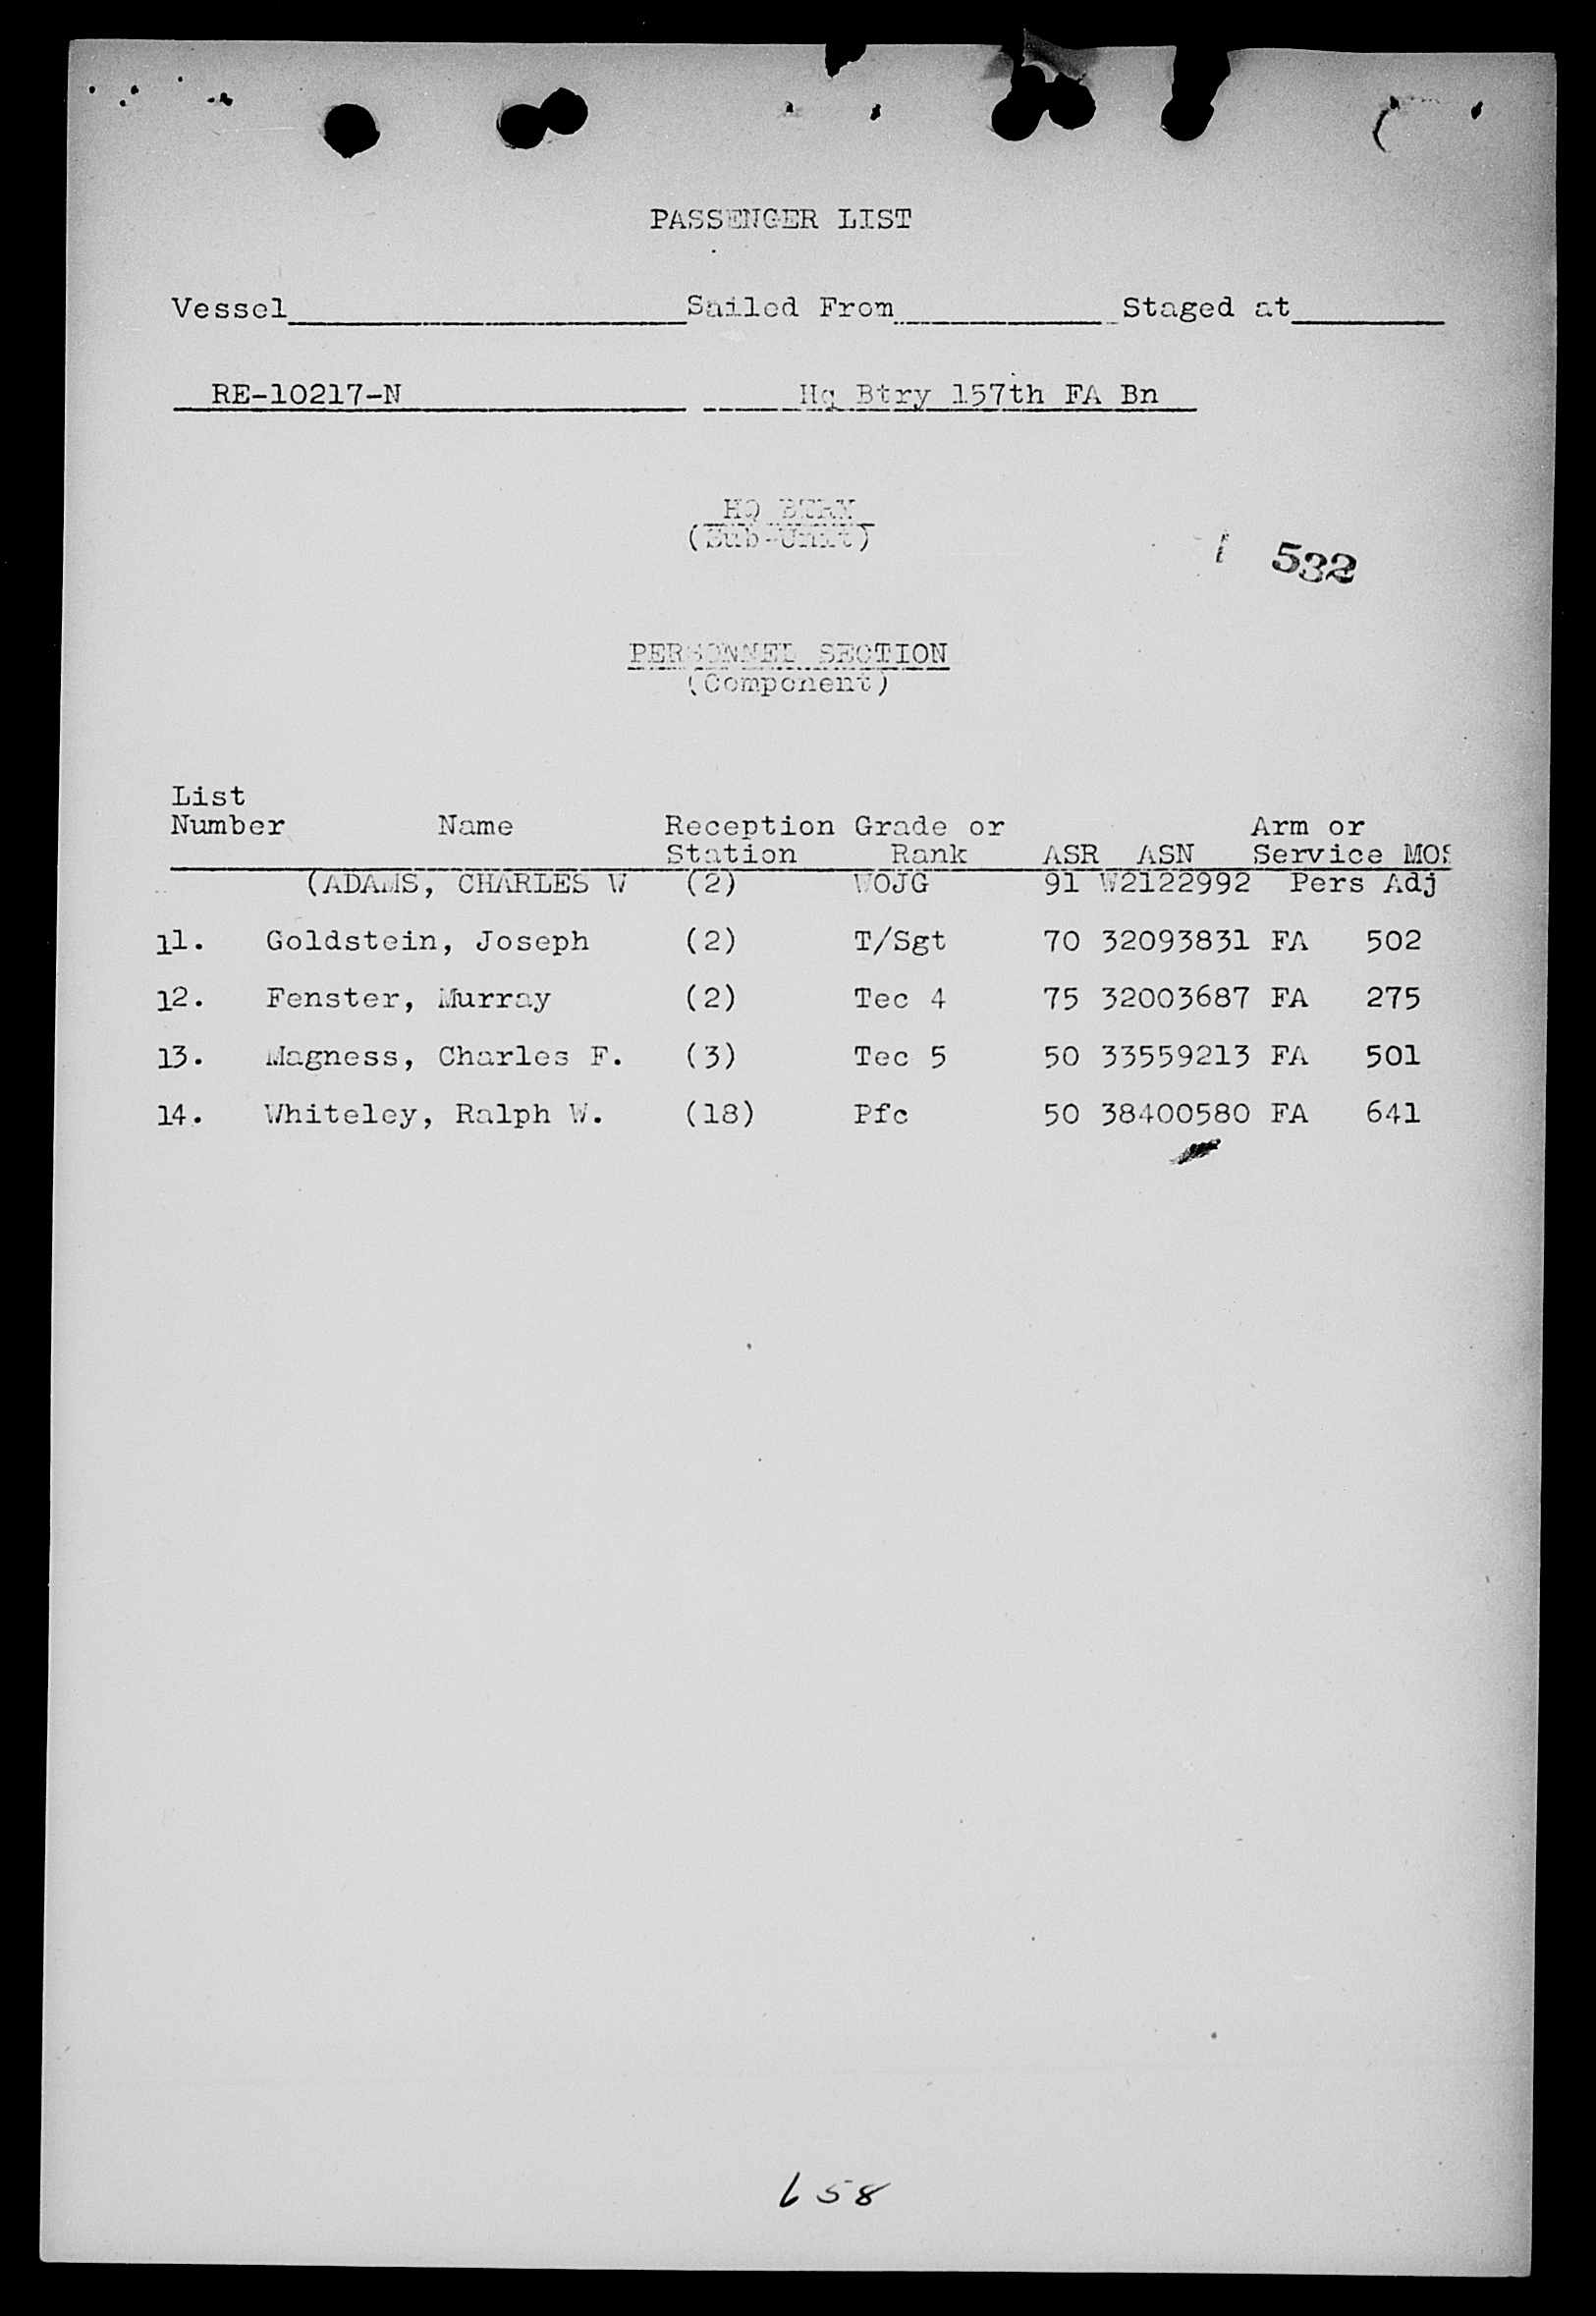 PASSENGER LIST
Vessel Sailed From Staged at
RE-10217-N Hq Btry 157th FA Bn
HQ BTRY
(Sub-Unit)
1 532
PERSONNEL SECTION
(Component)
List
Number Name Reception Grade or Arm or
Station Rank ASR ASN Service MOS
(ADAMS, CHARLES W (2) WOJG 91 W2122992 Pers Adj
11. Goldstein, Joseph (2) T/Sgt 70 32093831 FA 502
12. Fenster, Murray (2) Tec 4 75 32003687 FA 275
13. Magness, Charles F. (3) Tec 5 50 33559213 FA 501
14. Whiteley, Ralph W. (18) Pfc 50 38400580 FA 641
658